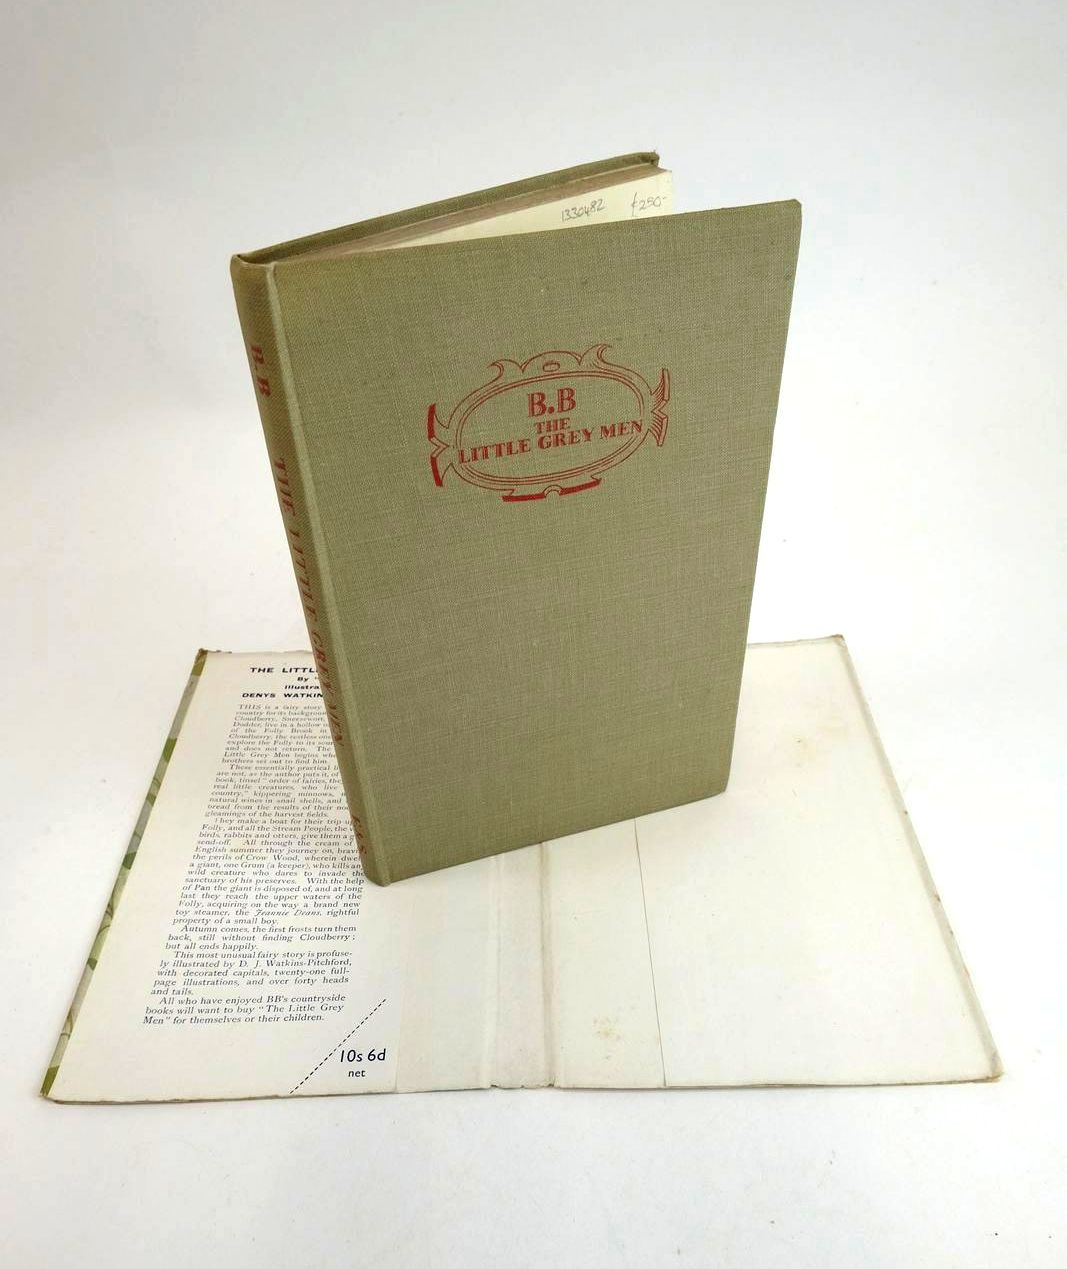 1330482 £250-
B.B
THE
LITTLE GREY MEN
B.B THE LITTLE GREY MEN
THE LITTL
By "
Illustra
DENYS WATKIN
THIS is a fairy story
country for its backgroun
Cloudberry, Sneezewort,
Dodder, live in a hollow
of the Folly Brook in
Cloudberry, the restless on
explore the Folly to its sour
and does not return. The
Little Grey Men begins whe
brothers set out to find him.
These essentially practical l
are not, as the author puts it, of
book, tinsel" order of fairies, the
real little creatures, who live
country," kippering minnows, m
natural wines in snail shells, and
bread from the results of their no
gleanings of the harvest fields.
They make a boat for their trip up
Folly, and all the Stream People, the w
birds, rabbits and otters, give them a g
send-off. All through the cream of
English summer they journey on, bravi
the perils of Crow Wood, wherein dwel
a giant, one Grum (a keeper), who kills an
wild creature who dares to invade the
sanctuary of his preserves. With the help
of Pan the giant is disposed of, and at long
last they reach the upper waters of the
Folly, acquiring on the way a brand new
toy steamer, the Jeannie Deans, rightful
property of a small boy.
Autumn comes, the first frosts turn them
back, still without finding Cloudberry;
but all ends happily.
This most unusual fairy story is profuse-
ly illustrated by D. J. Watkins-Pitchford,
with decorated capitals, twenty-one full-
page illustrations, and over forty heads
and tails.
All who have enjoyed BB's countryside
books will want to buy "The Little Grey
Men" for themselves or their children.
10s 6d
net